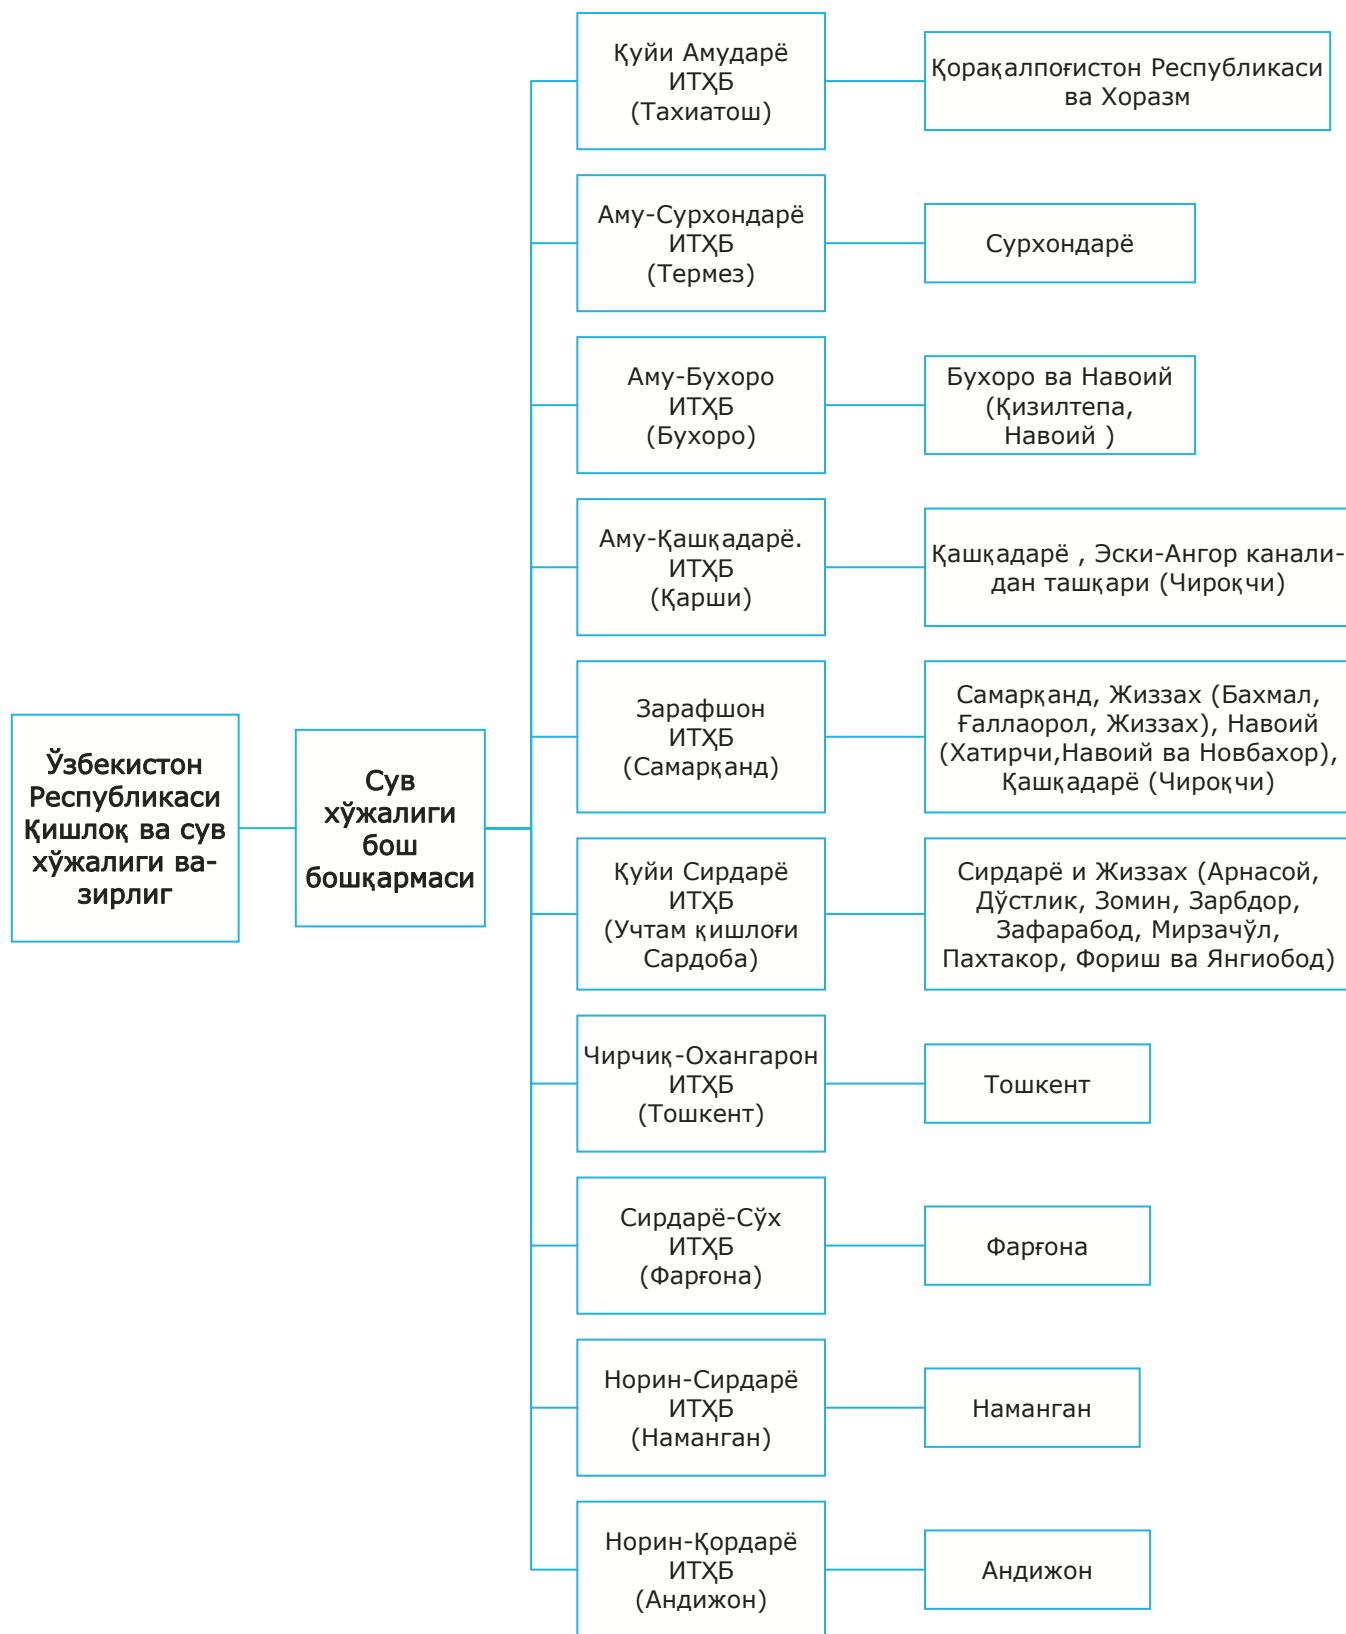 Ўзбекистон
Республикаси
Қишлоқ ва сув
хўжалиги ва-
зирлиг
Сув
хўжалиги
бош
бошқармаси
Қуйи Амударё
ИТҲБ
(Тахиатош)
Қорақалпоғистон Республикаси
ва Хоразм
Аму-Сурхондарё
ИТҲБ
(Термез)
Сурхондарё
Аму-Бухоро
ИТҲБ
(Бухоро)
Бухоро ва Навоий
(Қизилтепа,
Навоий )
Аму-Қашқадарё.
ИТҲБ
(Қарши)
Қашқадарё , Эски-Ангор канали-
дан ташқари (Чироқчи)
Зарафшон
ИТҲБ
(Самарқанд)
Самарқанд, Жиззах (Бахмал,
Ғаллаорол, Жиззах), Навоий
(Хатирчи,Навоий ва Новбахор),
Қашқадарё (Чироқчи)
Қуйи Сирдарё
ИТҲБ
(Учтам қишлоғи
Сардоба)
Сирдарё и Жиззах (Арнасой,
Дўстлик, Зомин, Зарбдор,
Зафарабод, Мирзачўл,
Пахтакор, Фориш ва Янгиобод)
Чирчиқ-Охангарон
ИТҲБ
(Тошкент)
Тошкент
Сирдарё-Сўх
ИТҲБ
(Фарғона)
Фарғона
Норин-Сирдарё
ИТҲБ
(Наманган)
Наманган
Норин-Қордарё
ИТҲБ
(Андижон)
Андижон